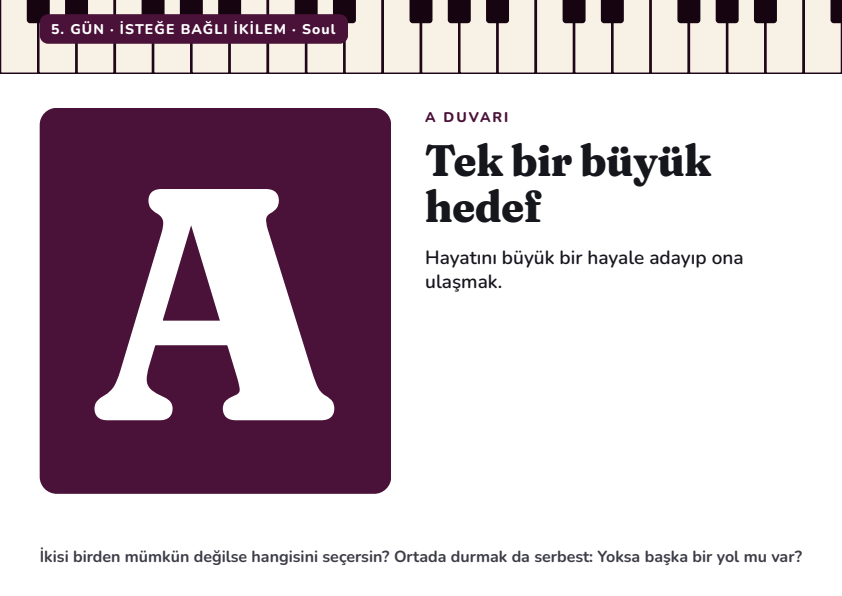 5. GÜN · İSTEĞE BAĞLI İKİLEM · Soul
A
A DUVARI
Tek bir büyük
hedef
Hayatını büyük bir hayale adayıp ona
ulaşmak.
İkisi birden mümkün değilse hangisini seçersin? Ortada durmak da serbest: Yoksa başka bir yol mu var?